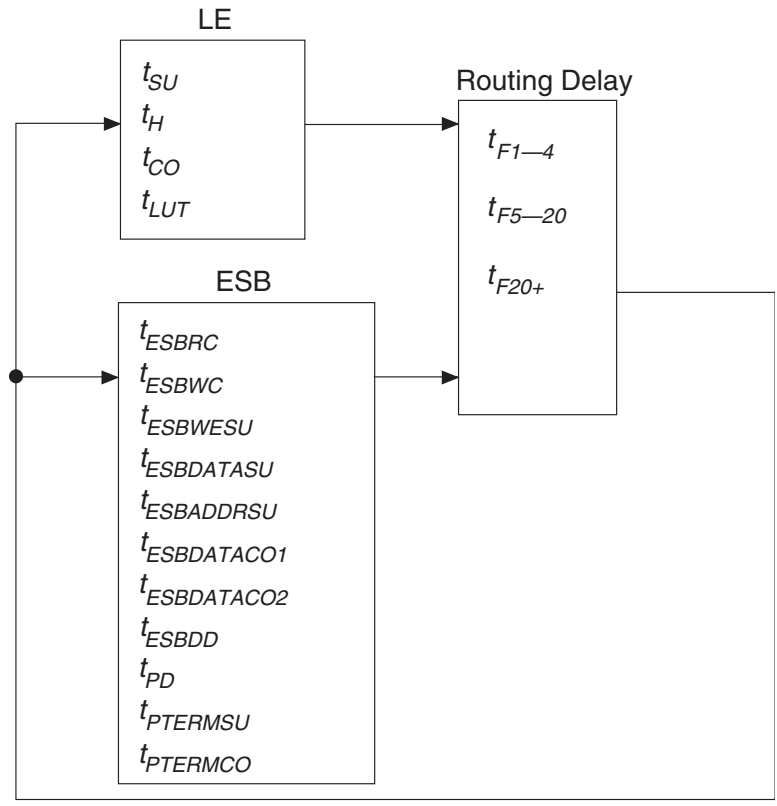 LE
tSU
tH
tCO
tLUT
Routing Delay
tF1—4
tF5—20
tF20+
ESB
tESBRC
tESBWC
tESBWESU
tESBDATASU
tESBADDRSU
tESBDATACO1
tESBDATACO2
tESBDD
tPD
tPTERMSU
tPTERMCO